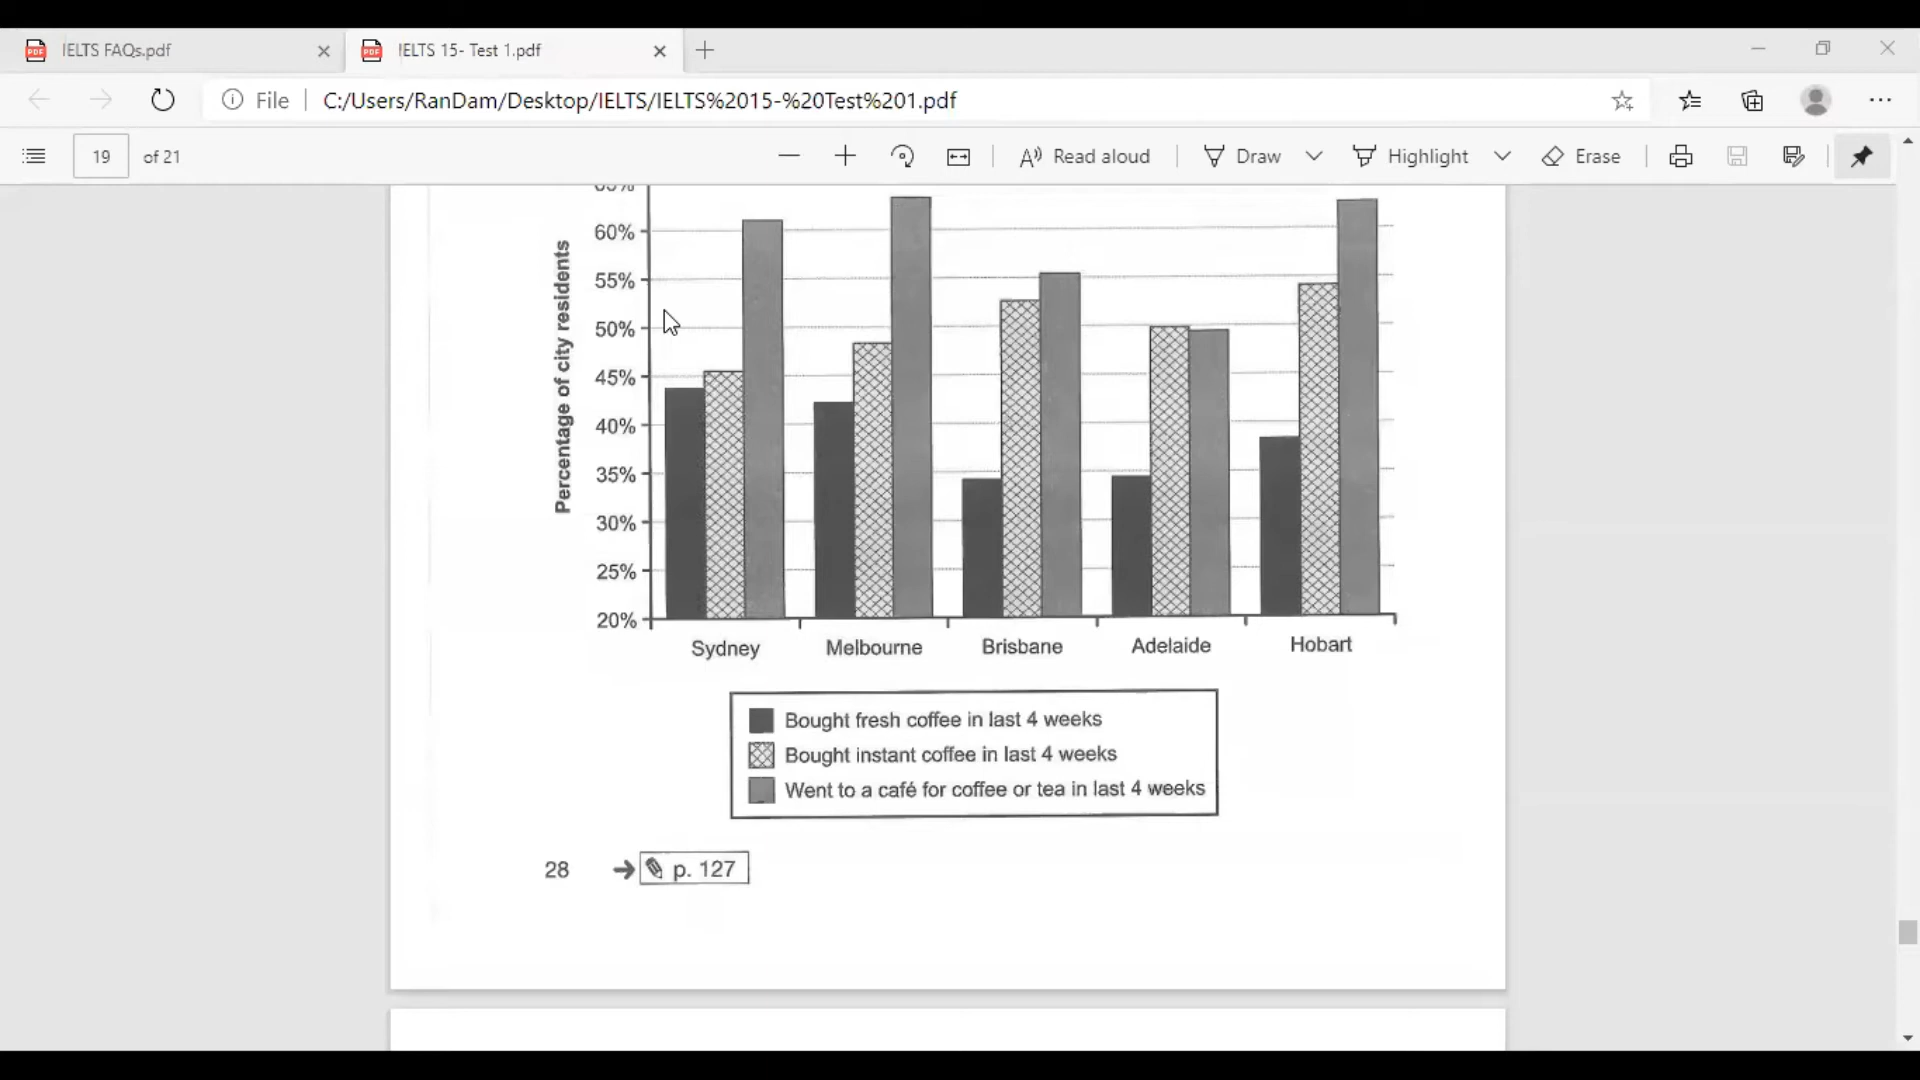 IELTS FAQs.pdf
IELTS 15- Test 1.pdf
File
C:/Users/RanDam/Desktop/IELTS/IELTS%2015-%20Test%201.pdf
19 of 21
Read aloud
Draw
Highlight
Erase
65%
60%
55%
50%
45%
40%
35%
30%
25%
20%
Percentage of city residents
Sydney Melbourne Brisbane Adelaide Hobart
Bought fresh coffee in last 4 weeks
Bought instant coffee in last 4 weeks
Went to a café for coffee or tea in last 4 weeks
28 → p. 127